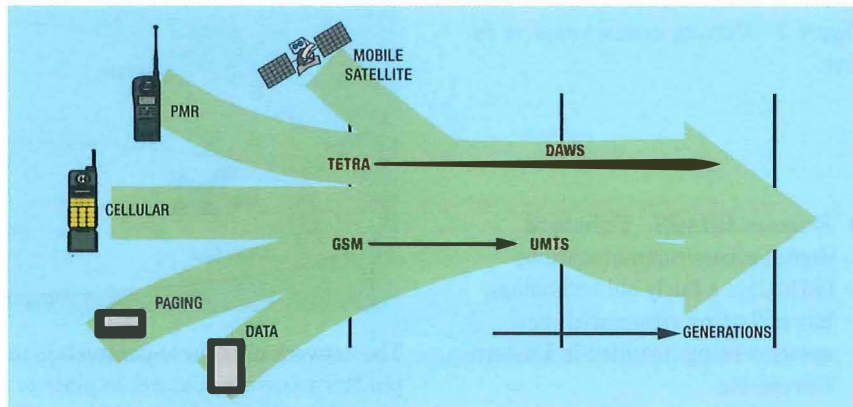 MOBILE
SATELLITE
PMR
DAWS
TETRA
CELLULAR
GSM
UMTS
PAGING
DATA
GENERATIONS